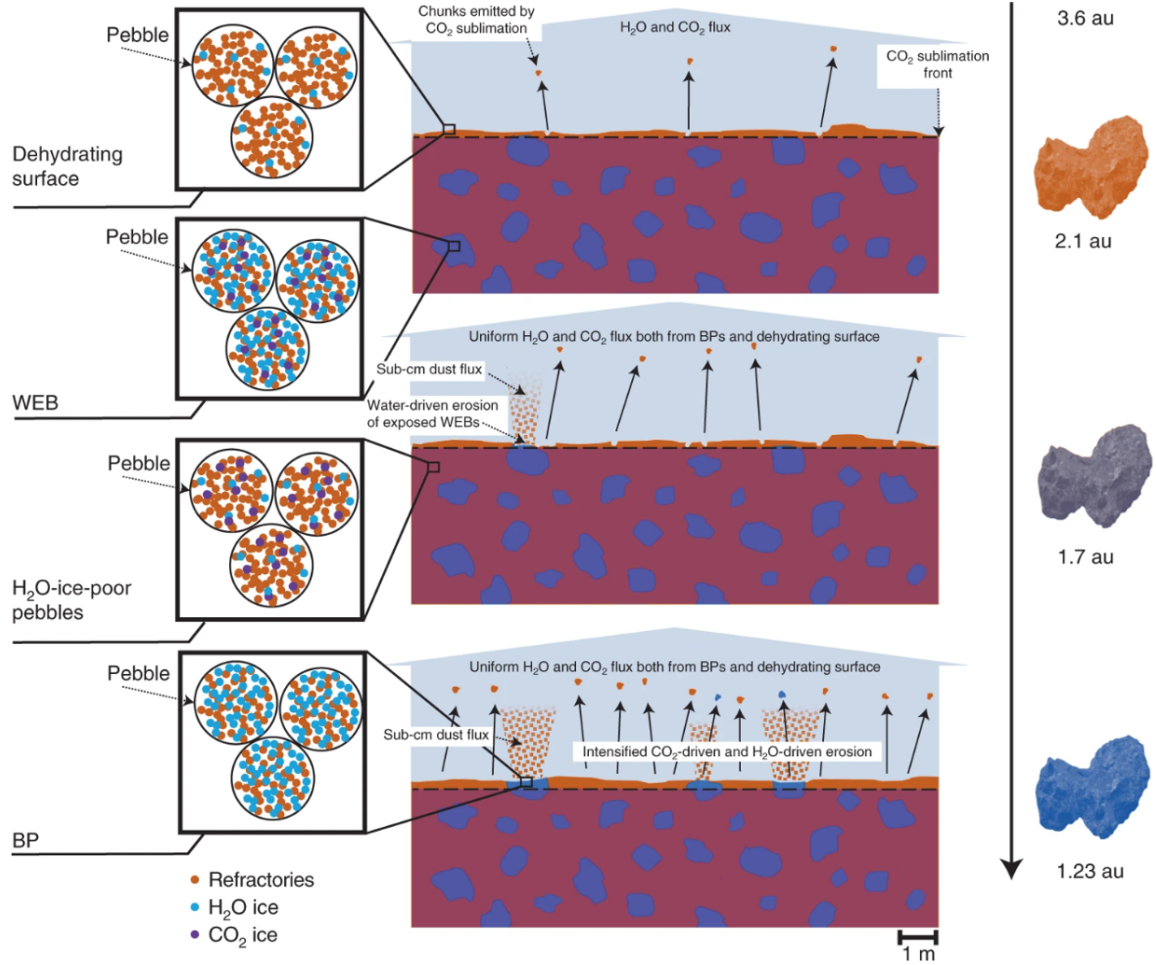 Pebble
Dehydrating
surface
Chunks emitted by
CO₂ sublimation
H₂O and CO₂ flux
CO₂ sublimation
front
3.6 au
2.1 au
Pebble
WEB
Uniform H₂O and CO₂ flux both from BPs and dehydrating surface
Sub-cm dust flux
Water-driven erosion
of exposed WEBs
1.7 au
Pebble
H₂O-ice-poor
pebbles
Pebble
BP
Uniform H₂O and CO₂ flux both from BPs and dehydrating surface
Sub-cm dust flux
Intensified CO₂-driven and H₂O-driven erosion
1.23 au
Refractories
H₂O ice
CO₂ ice
1 m